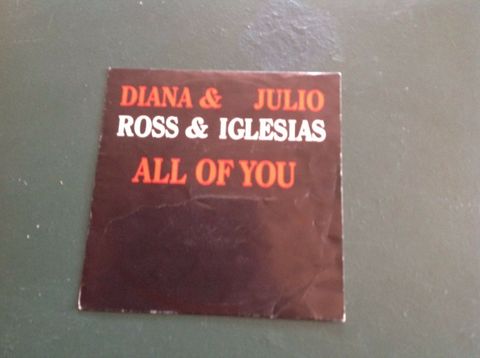 DIANA & JULIO
ROSS & IGLESIAS
ALL OF YOU